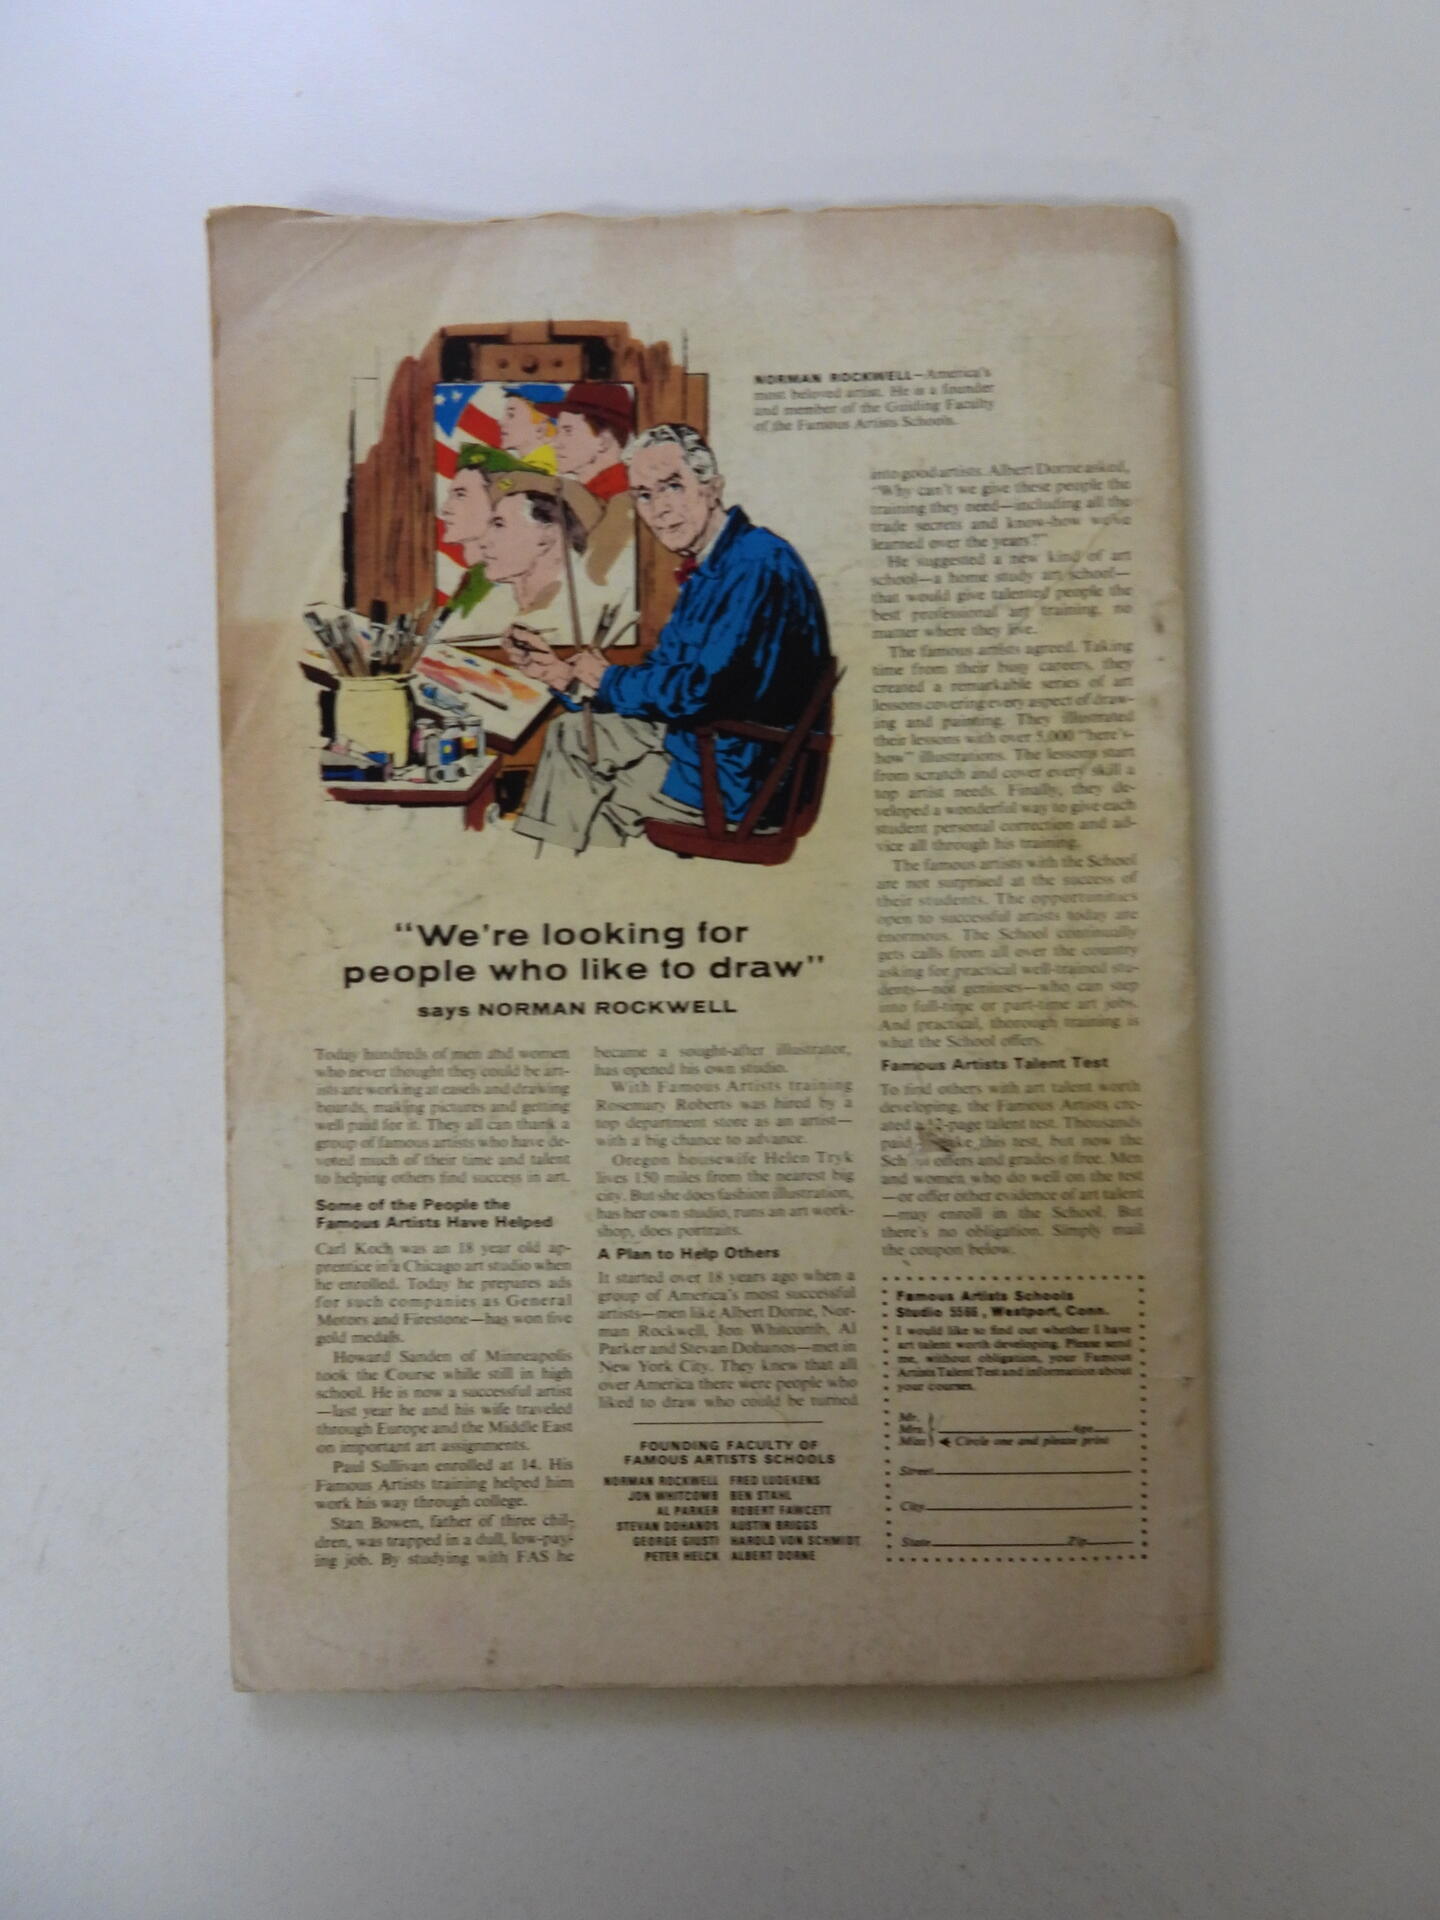 NORMAN ROCKWELL—America's
most beloved artist. He is a founder
and member of the Guiding Faculty
of the Famous Artists Schools.
"We're looking for
people who like to draw"
says NORMAN ROCKWELL
Today hundreds of men and women
who never thought they could be art-
ists are working at easels and drawing
boards, making pictures and getting
well paid for it. They all can thank a
group of famous artists who have de-
voted much of their time and talent
to helping others find success in art.
Some of the People the
Famous Artists Have Helped
Carl Koch was an 18 year old ap-
prentice in a Chicago art studio when
he enrolled. Today he prepares ads
for such companies as General
Motors and Firestone—has won five
gold medals.
Howard Sanden of Minneapolis
took the Course while still in high
school. He is now a successful artist
—last year he and his wife traveled
through Europe and the Middle East
on important art assignments.
Paul Sullivan enrolled at 14. His
Famous Artists training helped him
work his way through college.
Stan Bowen, father of three chil-
dren, was trapped in a dull, low-pay-
ing job. By studying with FAS he
became a sought-after illustrator,
has opened his own studio.
With Famous Artists training
Rosemary Roberts was hired by a
top department store as an artist—
with a big chance to advance.
Oregon housewife Helen Tryk
lives 150 miles from the nearest big
city. But she does fashion illustration,
has her own studio, runs an art work-
shop, does portraits.
A Plan to Help Others
It started over 18 years ago when a
group of America's most successful
artists—men like Albert Dorne, Nor-
man Rockwell, Jon Whitcomb, Al
Parker and Stevan Dohanos—met in
New York City. They knew that all
over America there were people who
liked to draw who could be turned
FOUNDING FACULTY OF
FAMOUS ARTISTS SCHOOLS
NORMAN ROCKWELL FRED LUDEKENS
JON WHITCOMB BEN STAHL
AL PARKER ROBERT FAWCETT
STEVAN DOHANOS AUSTIN BRIGGS
GEORGE GIUSTI HAROLD VON SCHMIDT
PETER HELCK ALBERT DORNE
into good artists. Albert Dorne asked,
"Why can't we give these people the
training they need—including all the
trade secrets and know-how we've
learned over the years?"
He suggested a new kind of art
school—a home study art school—
that would give talented people the
best professional art training, no
matter where they live.
The famous artists agreed. Taking
time from their busy careers, they
created a remarkable series of art
lessons covering every aspect of draw-
ing and painting. They illustrated
their lessons with over 5,000 "here's-
how" illustrations. The lessons start
from scratch and cover every skill a
top artist needs. Finally, they de-
veloped a wonderful way to give each
student personal correction and ad-
vice all through his training.
The famous artists with the School
are not surprised at the success of
their students. The opportunities
open to successful artists today are
enormous. The School continually
gets calls from all over the country
asking for practical well-trained stu-
dents—not geniuses—who can step
into full-time or part-time art jobs.
And practical, thorough training is
what the School offers.
Famous Artists Talent Test
To find others with art talent worth
developing, the Famous Artists cre-
ated a 12-page talent test. Thousands
paid this test, but now the
offers and grades it free. Men
and women who do well on the test
—or offer other evidence of art talent
—may enroll in the School. But
there's no obligation. Simply mail
the coupon below.
Famous Artists Schools
Studio 5566, Westport, Conn.
I would like to find out whether I have
art talent worth developing. Please send
me, without obligation, your Famous
Artists Talent Test and information about
your courses.
Mr.
Mrs. Age
Miss Circle one and please print
Street
City
State Zip